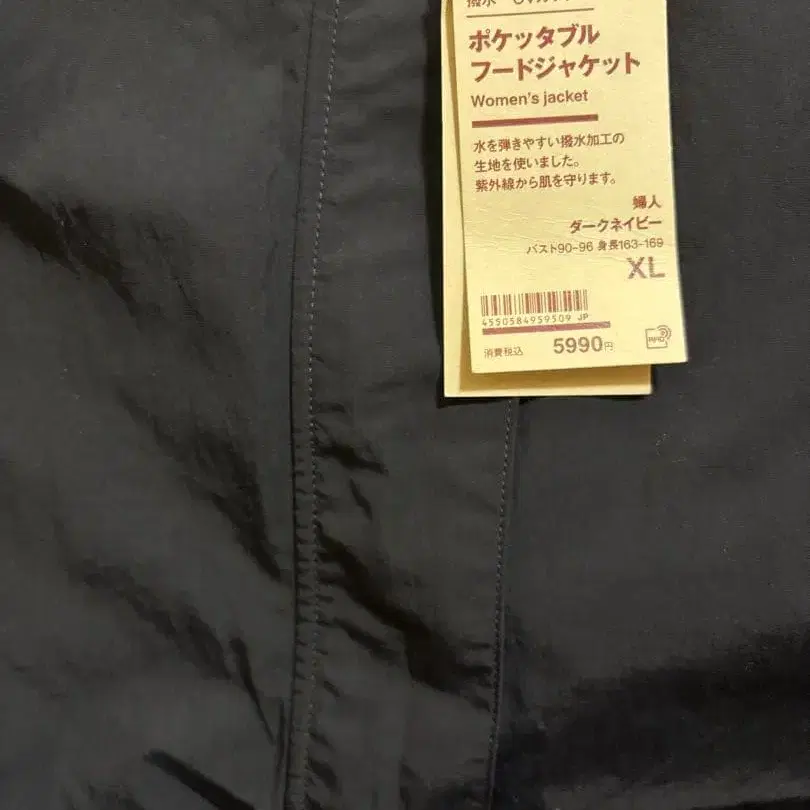 撥水
ポケッタブル
フードジャケット
Women's jacket
水を弾きやすい撥水加工の
生地を使いました。
紫外線から肌を守ります。
婦人
ダークネイビー
バスト90-96 身長163-169
XL
4550584959509 JP
消費税込 5990円
RFID